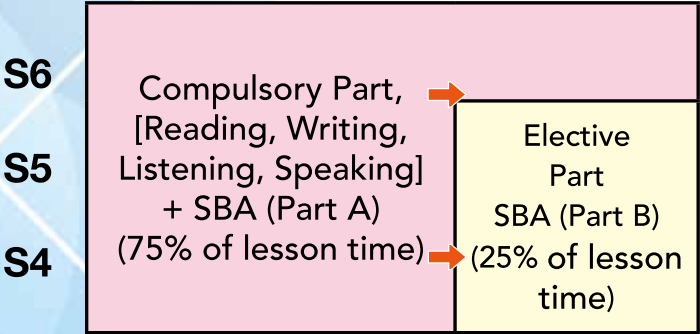 S6
S5
S4
Compulsory Part,
[Reading, Writing,
Listening, Speaking]
+ SBA (Part A)
(75% of lesson time)
Elective
Part
SBA (Part B)
(25% of lesson
time)